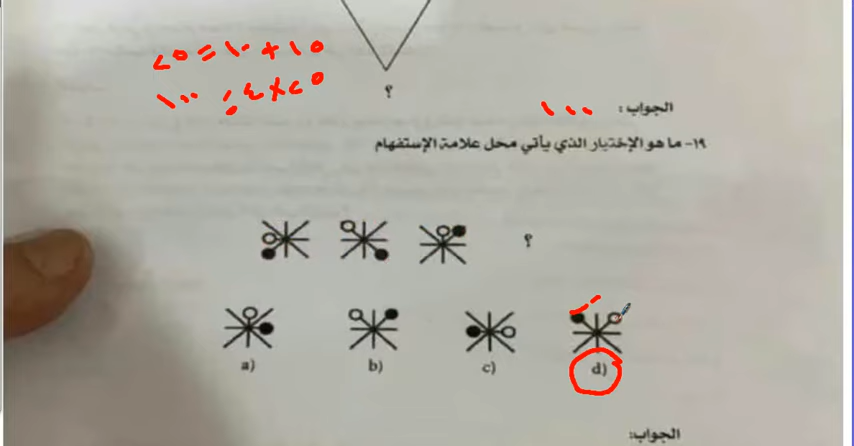 ٢٥ = ١٠ + ١٥
١٠٠ = ٤ × ٢٥
؟
الجواب : ١٠٠
١٩- ما هو الإختيار الذي يأتي محل علامة الإستفهام
؟
a) b) c) d)
الجواب: